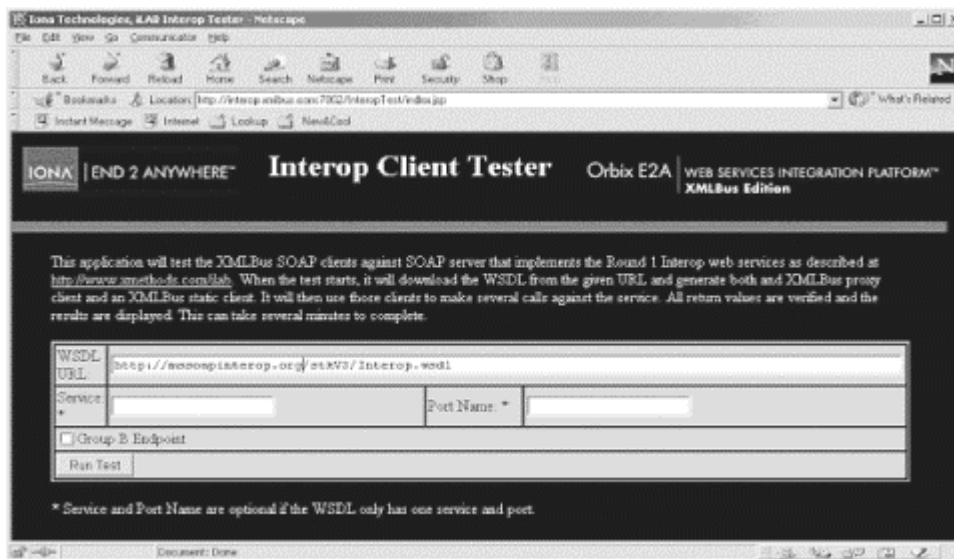 Iona Technologies, iLAB Interop Tester - Netscape
File Edit View Go Communicator Help
Back Forward Reload Home Search Netscape Print Security Shop
Bookmarks Location: http://interop.xmlbus.com:7002/InteropTest/index.jsp What's Related
Instant Message Internet Lookup New&Cool
IONA END 2 ANYWHERE™ Interop Client Tester Orbix E2A WEB SERVICES INTEGRATION PLATFORM™
XMLBus Edition
This application will test the XMLBus SOAP clients against SOAP server that implements the Round 1 Interop web services as described at
http://www.xmethods.com/ilab. When the test starts, it will download the WSDL from the given URL and generate both and XMLBus proxy
client and an XMLBus static client. It will then use those clients to make several calls against the service. All return values are verified and the
results are displayed. This can take several minutes to complete.
WSDL URL: http://mssoapinterop.org/stkV3/Interop.wsdl
Service: * Port Name: *
Group B Endpoint
Run Test
* Service and Port Name are optional if the WSDL only has one service and port.
Document: Done